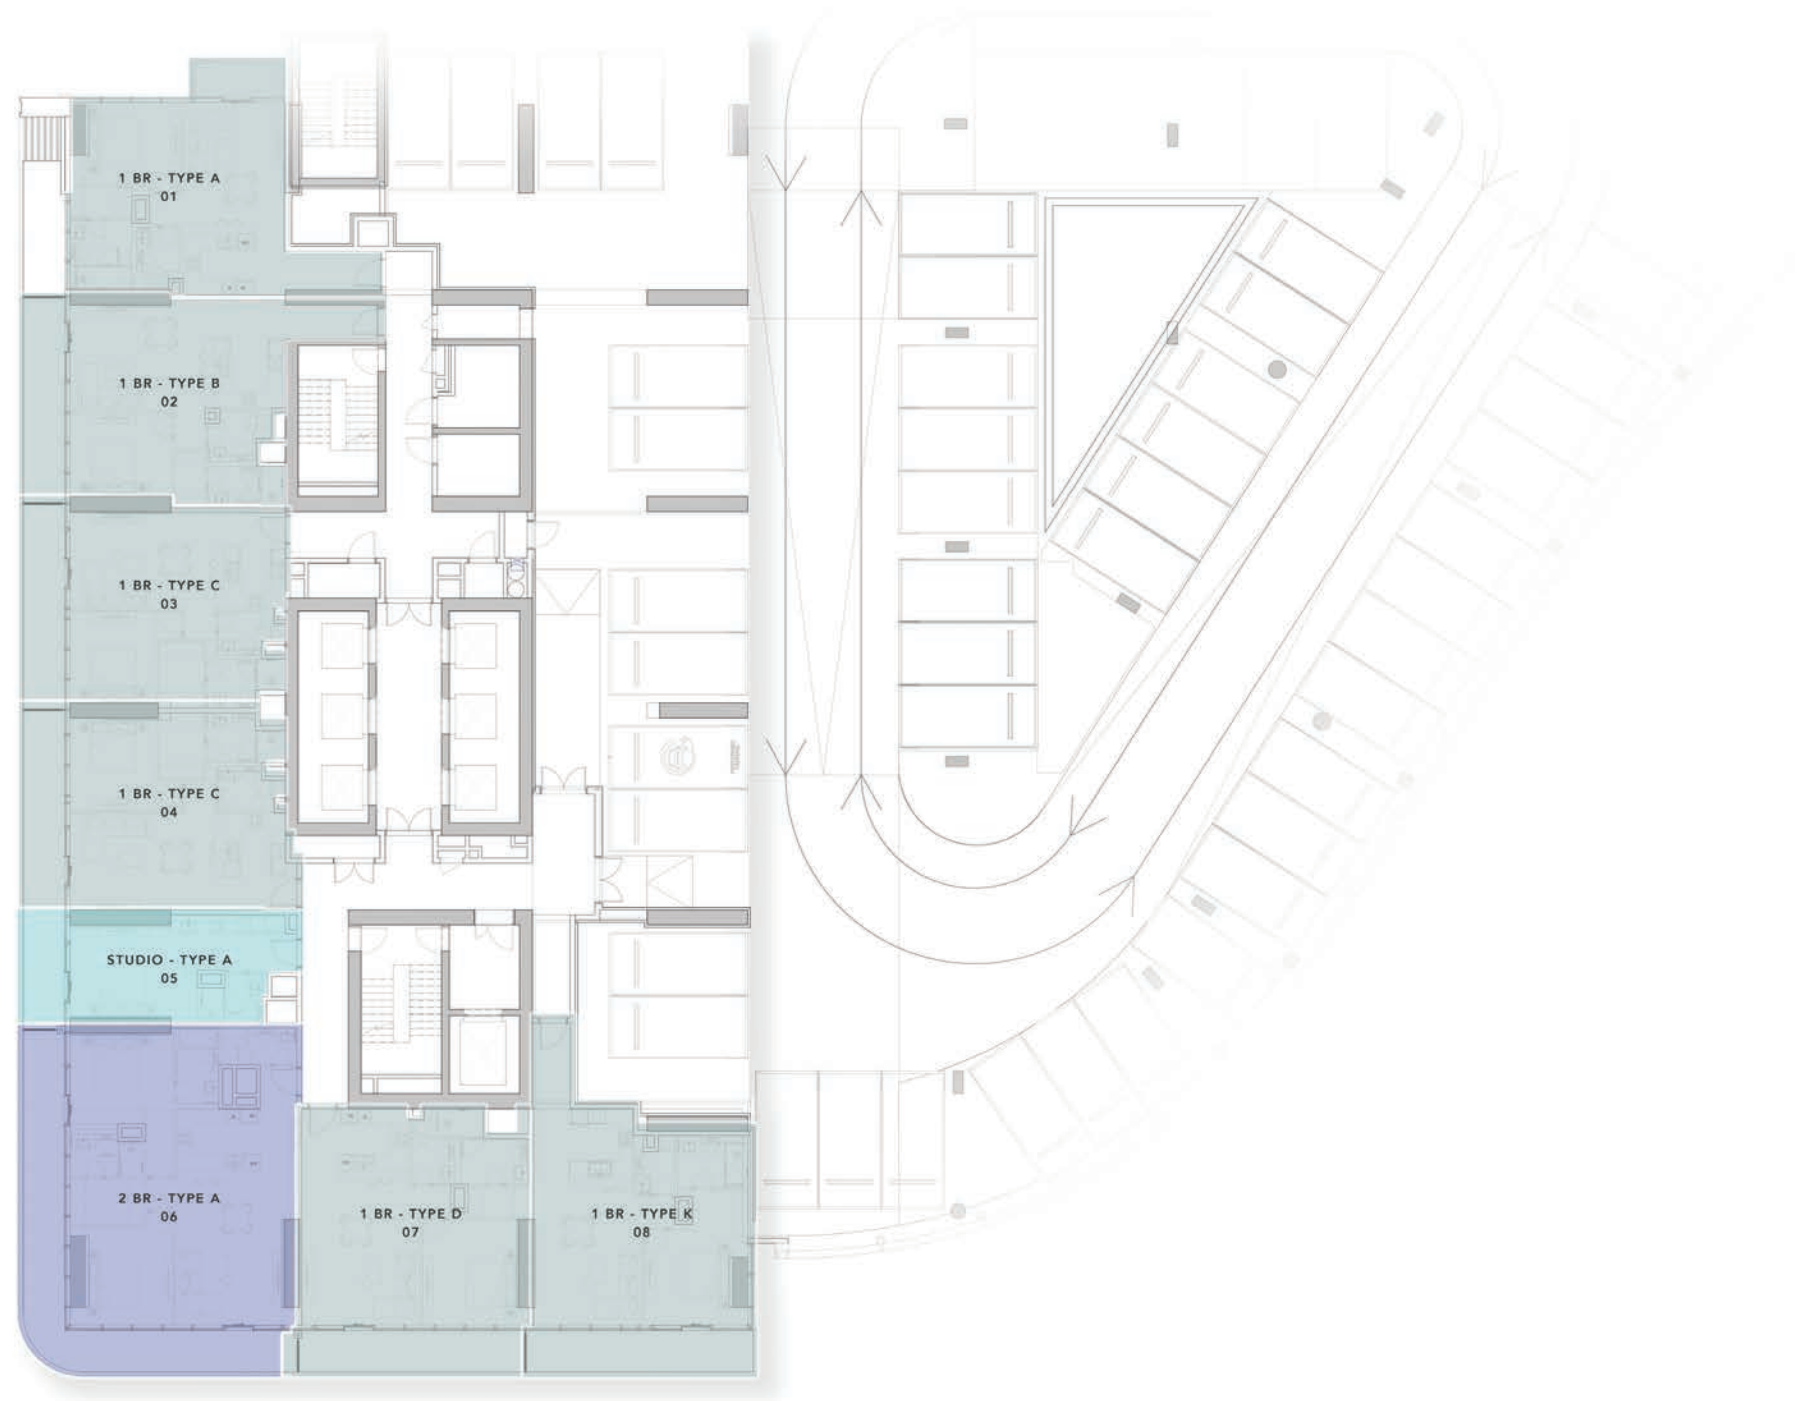 1 BR - TYPE A
01
1 BR - TYPE B
02
1 BR - TYPE C
03
1 BR - TYPE C
04
STUDIO - TYPE A
05
2 BR - TYPE A
06
1 BR - TYPE D
07
1 BR - TYPE K
08